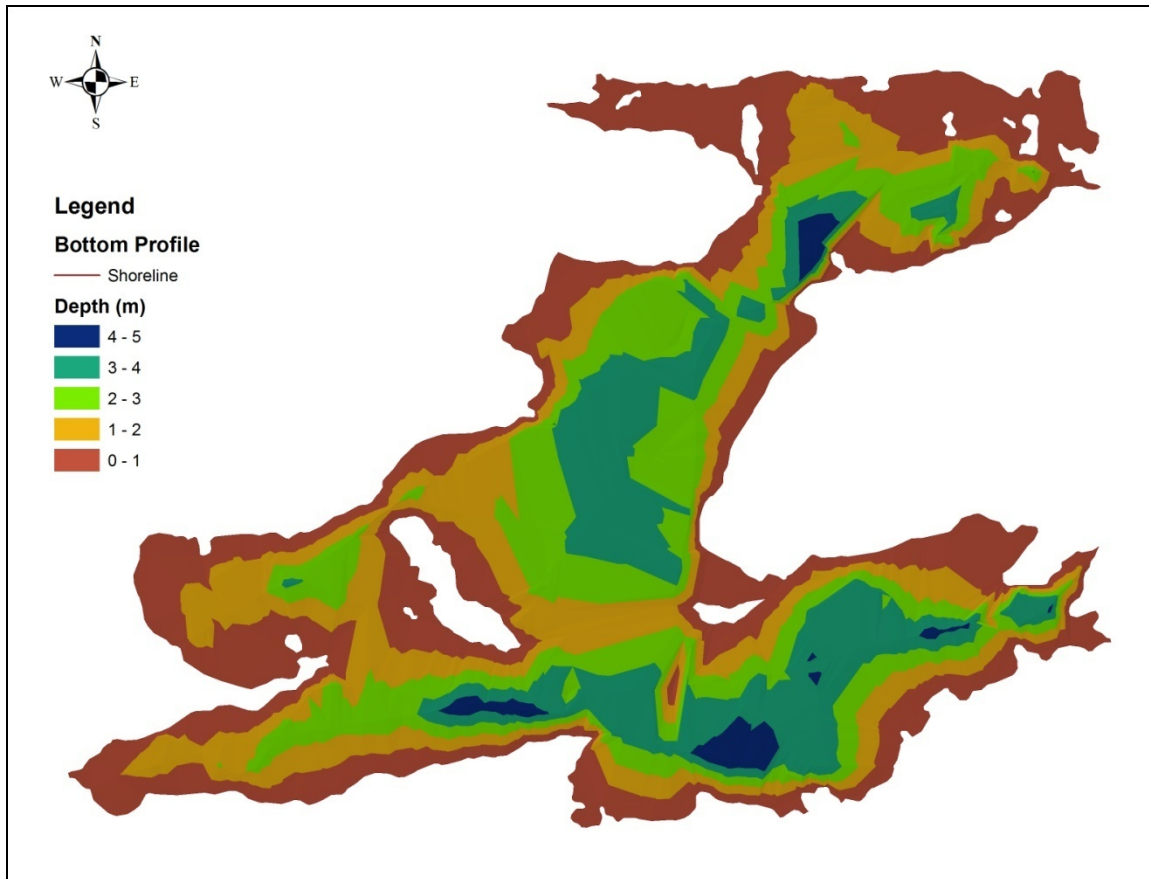 N
W E
S
Legend
Bottom Profile
Shoreline
Depth (m)
4 - 5
3 - 4
2 - 3
1 - 2
0 - 1